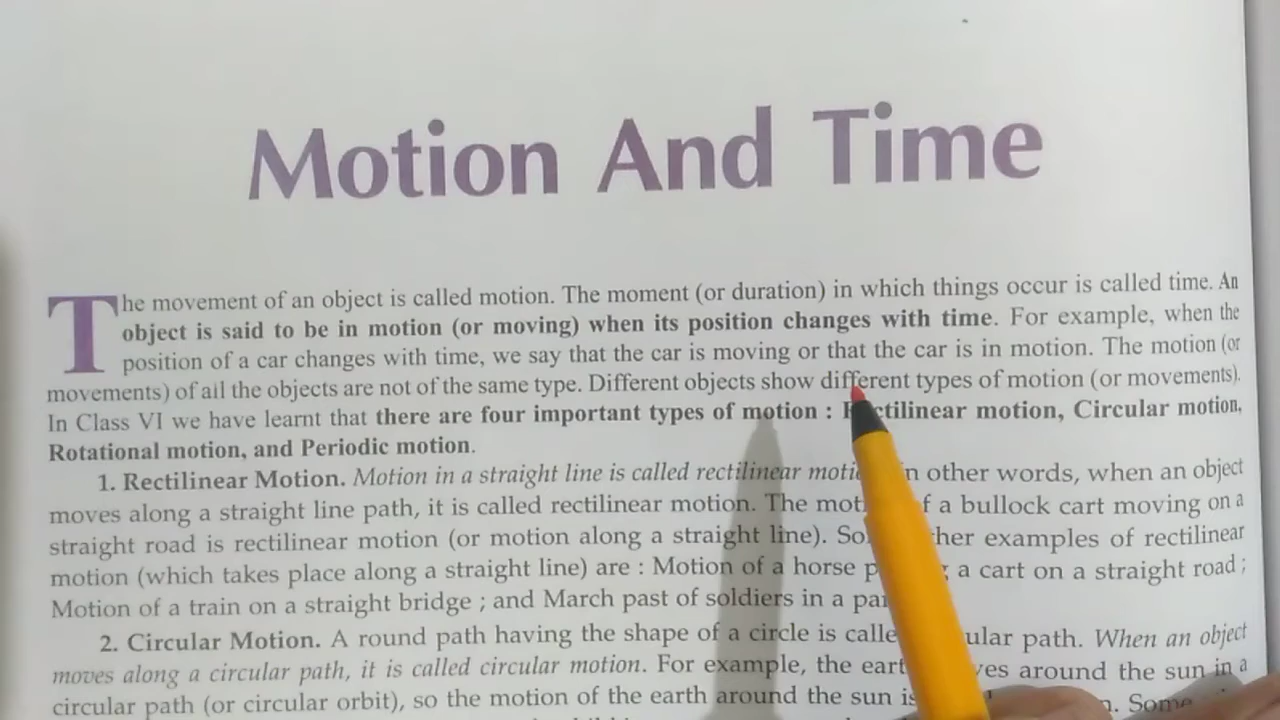 Motion And Time
The movement of an object is called motion. The moment (or duration) in which things occur is called time. An
object is said to be in motion (or moving) when its position changes with time. For example, when the
position of a car changes with time, we say that the car is moving or that the car is in motion. The motion (or
movements) of all the objects are not of the same type. Different objects show different types of motion (or movements).
In Class VI we have learnt that there are four important types of motion : Rectilinear motion, Circular motion,
Rotational motion, and Periodic motion.
1. Rectilinear Motion. Motion in a straight line is called rectilinear motion in other words, when an object
moves along a straight line path, it is called rectilinear motion. The motion of a bullock cart moving on a
straight road is rectilinear motion (or motion along a straight line). other examples of rectilinear
motion (which takes place along a straight line) are : Motion of a horse a cart on a straight road ;
Motion of a train on a straight bridge ; and March past of soldiers in a
2. Circular Motion. A round path having the shape of a circle is called path. When an object
moves along a circular path, it is called circular motion. For example, the earth around the sun in a
circular path (or circular orbit), so the motion of the earth around the sun is Some